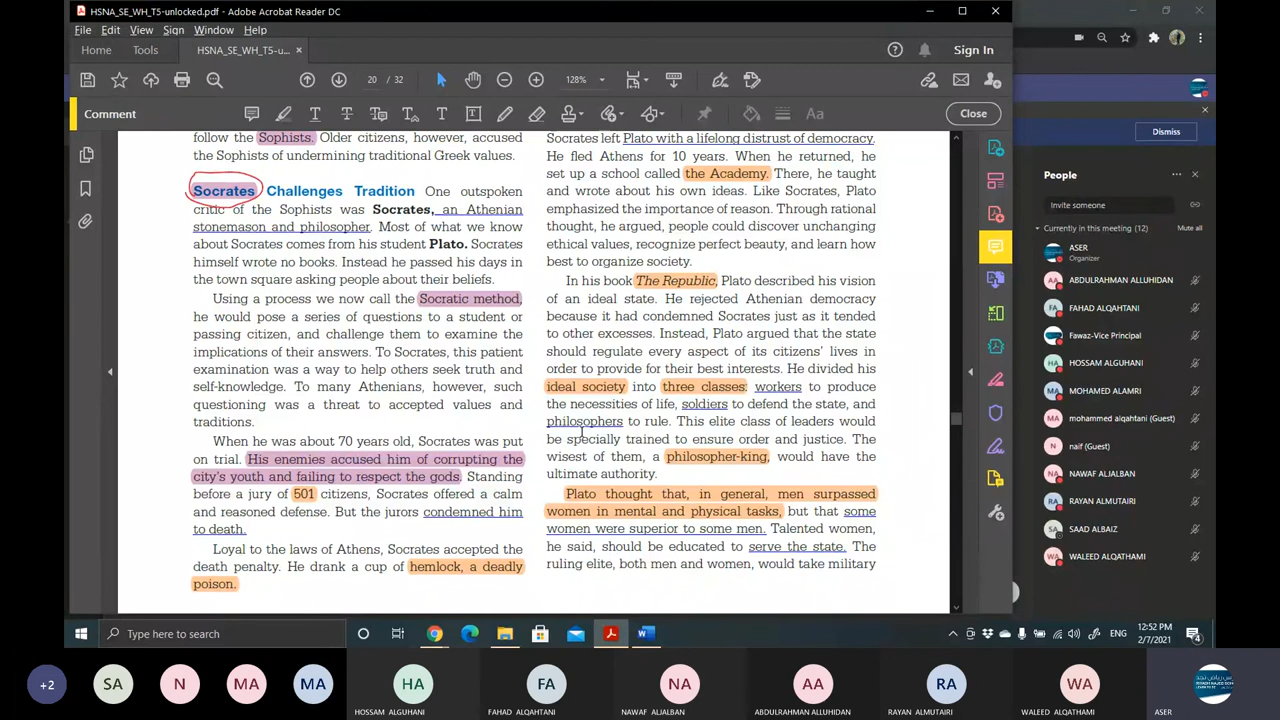 HSNA_SE_WH_T5-unlocked.pdf - Adobe Acrobat Reader DC
File Edit View Sign Window Help
Home Tools HSNA_SE_WH_T5-u... ×
Sign In
20 / 32
128%
Comment
Aa
Close
follow the Sophists. Older citizens, however, accused
the Sophists of undermining traditional Greek values.
Socrates Challenges Tradition One outspoken
critic of the Sophists was Socrates, an Athenian
stonemason and philosopher. Most of what we know
about Socrates comes from his student Plato. Socrates
himself wrote no books. Instead he passed his days in
the town square asking people about their beliefs.
Using a process we now call the Socratic method,
he would pose a series of questions to a student or
passing citizen, and challenge them to examine the
implications of their answers. To Socrates, this patient
examination was a way to help others seek truth and
self-knowledge. To many Athenians, however, such
questioning was a threat to accepted values and
traditions.
When he was about 70 years old, Socrates was put
on trial. His enemies accused him of corrupting the
city's youth and failing to respect the gods. Standing
before a jury of 501 citizens, Socrates offered a calm
and reasoned defense. But the jurors condemned him
to death.
Loyal to the laws of Athens, Socrates accepted the
death penalty. He drank a cup of hemlock, a deadly
poison.
Socrates left Plato with a lifelong distrust of democracy.
He fled Athens for 10 years. When he returned, he
set up a school called the Academy. There, he taught
and wrote about his own ideas. Like Socrates, Plato
emphasized the importance of reason. Through rational
thought, he argued, people could discover unchanging
ethical values, recognize perfect beauty, and learn how
best to organize society.
In his book The Republic, Plato described his vision
of an ideal state. He rejected Athenian democracy
because it had condemned Socrates just as it tended
to other excesses. Instead, Plato argued that the state
should regulate every aspect of its citizens' lives in
order to provide for their best interests. He divided his
ideal society into three classes: workers to produce
the necessities of life, soldiers to defend the state, and
philosophers to rule. This elite class of leaders would
be specially trained to ensure order and justice. The
wisest of them, a philosopher-king, would have the
ultimate authority.
Plato thought that, in general, men surpassed
women in mental and physical tasks, but that some
women were superior to some men. Talented women,
he said, should be educated to serve the state. The
ruling elite, both men and women, would take military
Dismiss
People
Invite someone
Currently in this meeting (12) Mute all
ASER
Organizer
AA ABDULRAHMAN ALLUHIDAN
FA FAHAD ALQAHTANI
Fawaz-Vice Principal
HA HOSSAM ALGUHANI
MA MOHAMED ALAMRI
MA mohammed alqahtani (Guest)
N naif (Guest)
NA NAWAF ALJALBAN
RA RAYAN ALMUTAIRI
SA SAAD ALBAIZ
WA WALEED ALQATHAMI
Type here to search
ENG
12:52 PM
2/7/2021
4
+2 SA N MA MA HA FA NA AA RA WA
HOSSAM ALGUHANI FAHAD ALQAHTANI NAWAF ALJALBAN ABDULRAHMAN ALLUHIDAN RAYAN ALMUTAIRI WALEED ALQATHAMI ASER